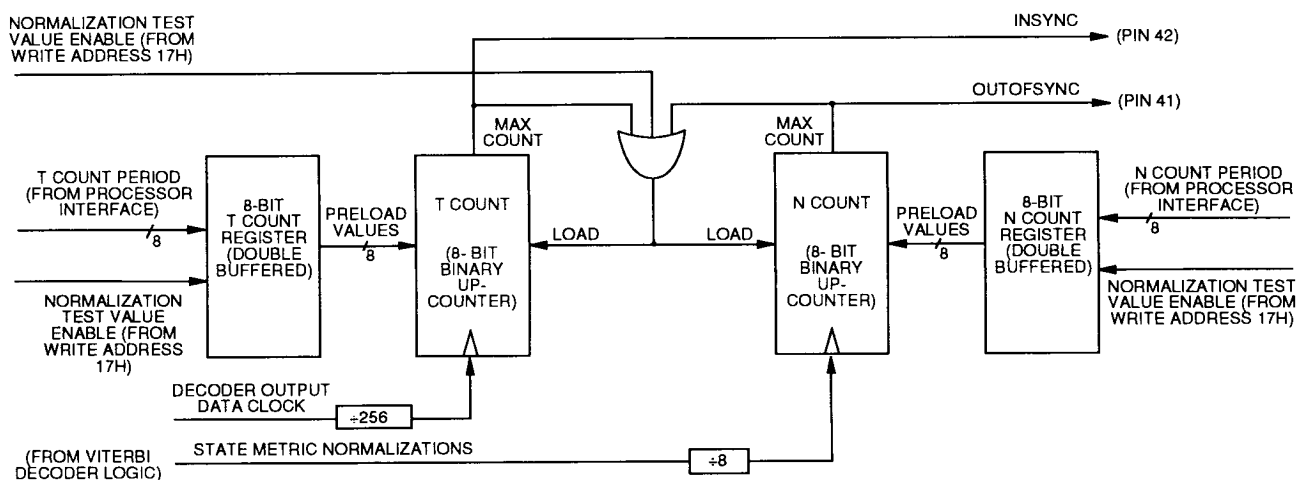 NORMALIZATION TEST
VALUE ENABLE (FROM
WRITE ADDRESS 17H)
INSYNC
(PIN 42)
OUTOFSYNC
(PIN 41)
MAX
COUNT
MAX
COUNT
T COUNT PERIOD
(FROM PROCESSOR
INTERFACE)
8
8-BIT
T COUNT
REGISTER
(DOUBLE
BUFFERED)
PRELOAD
VALUES
8
T COUNT
(8- BIT
BINARY
UP-
COUNTER)
LOAD
LOAD
N COUNT
(8- BIT
BINARY
UP-
COUNTER)
PRELOAD
VALUES
8
8-BIT
N COUNT
REGISTER
(DOUBLE
BUFFERED)
N COUNT PERIOD
(FROM PROCESSOR
INTERFACE)
8
NORMALIZATION
TEST VALUE
ENABLE (FROM
WRITE ADDRESS
17H)
NORMALIZATION TEST
VALUE ENABLE (FROM
WRITE ADDRESS 17H)
DECODER OUTPUT
DATA CLOCK
÷256
(FROM VITERBI
DECODER LOGIC)
STATE METRIC NORMALIZATIONS
÷8